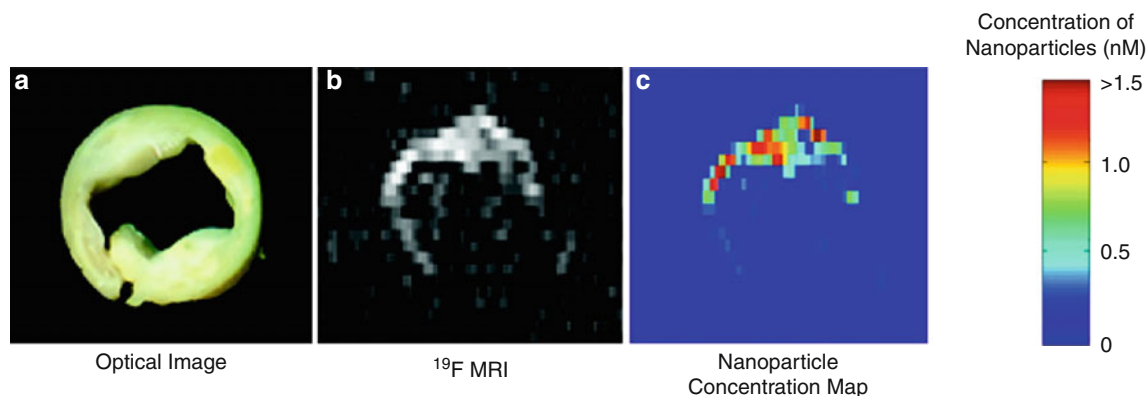 Concentration of
Nanoparticles (nM)
a
b
c
>1.5
1.0
0.5
0
Optical Image
¹⁹F MRI
Nanoparticle
Concentration Map